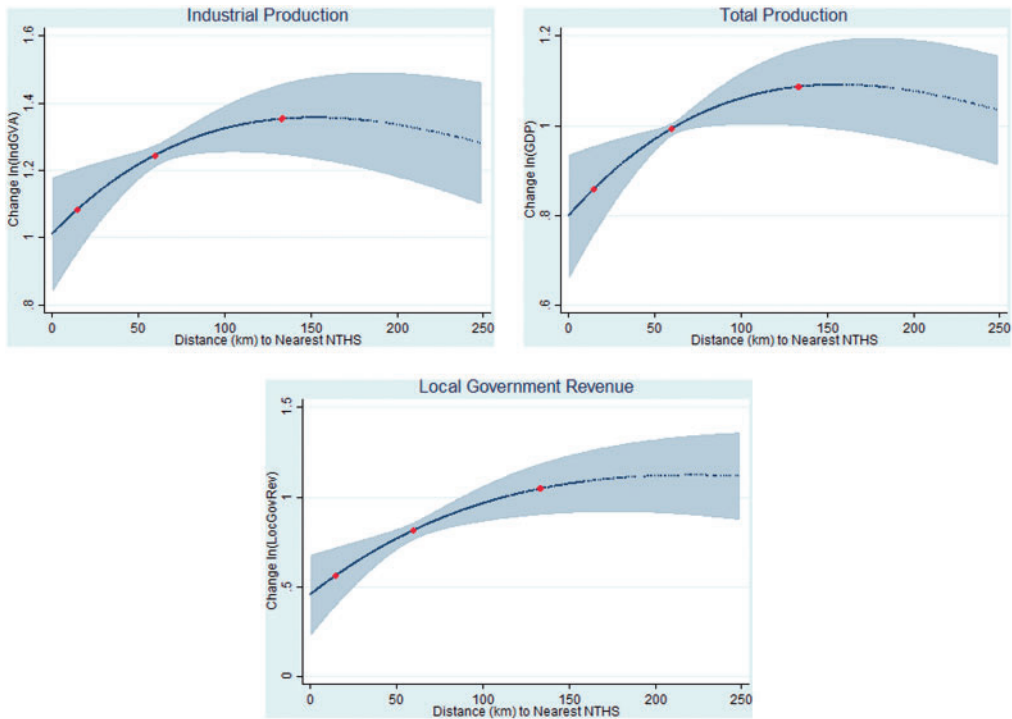 Industrial Production
Change ln(IndGVA)
1.6
1.4
1.2
1
.8
0 50 100 150 200 250
Distance (km) to Nearest NTHS
Total Production
Change ln(GDP)
1.2
1
.8
.6
0 50 100 150 200 250
Distance (km) to Nearest NTHS
Local Government Revenue
Change ln(LocGovRev)
1.5
1
.5
0
0 50 100 150 200 250
Distance (km) to Nearest NTHS